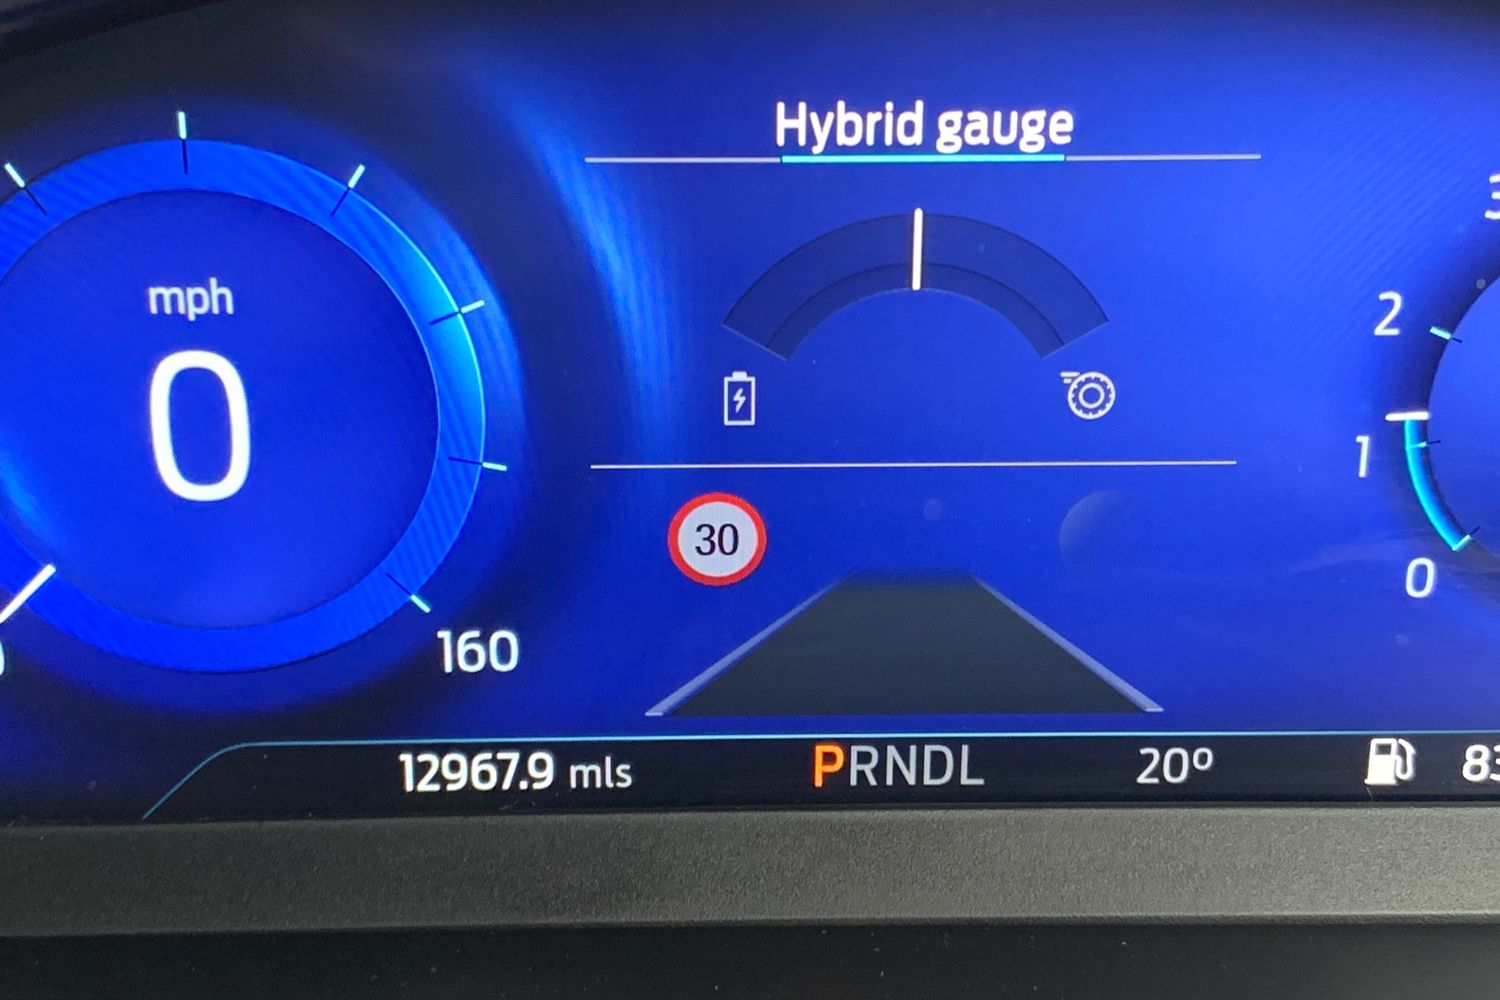 Hybrid gauge
mph
0
160
30
2
1
0
12967.9 mls
PRNDL
20º